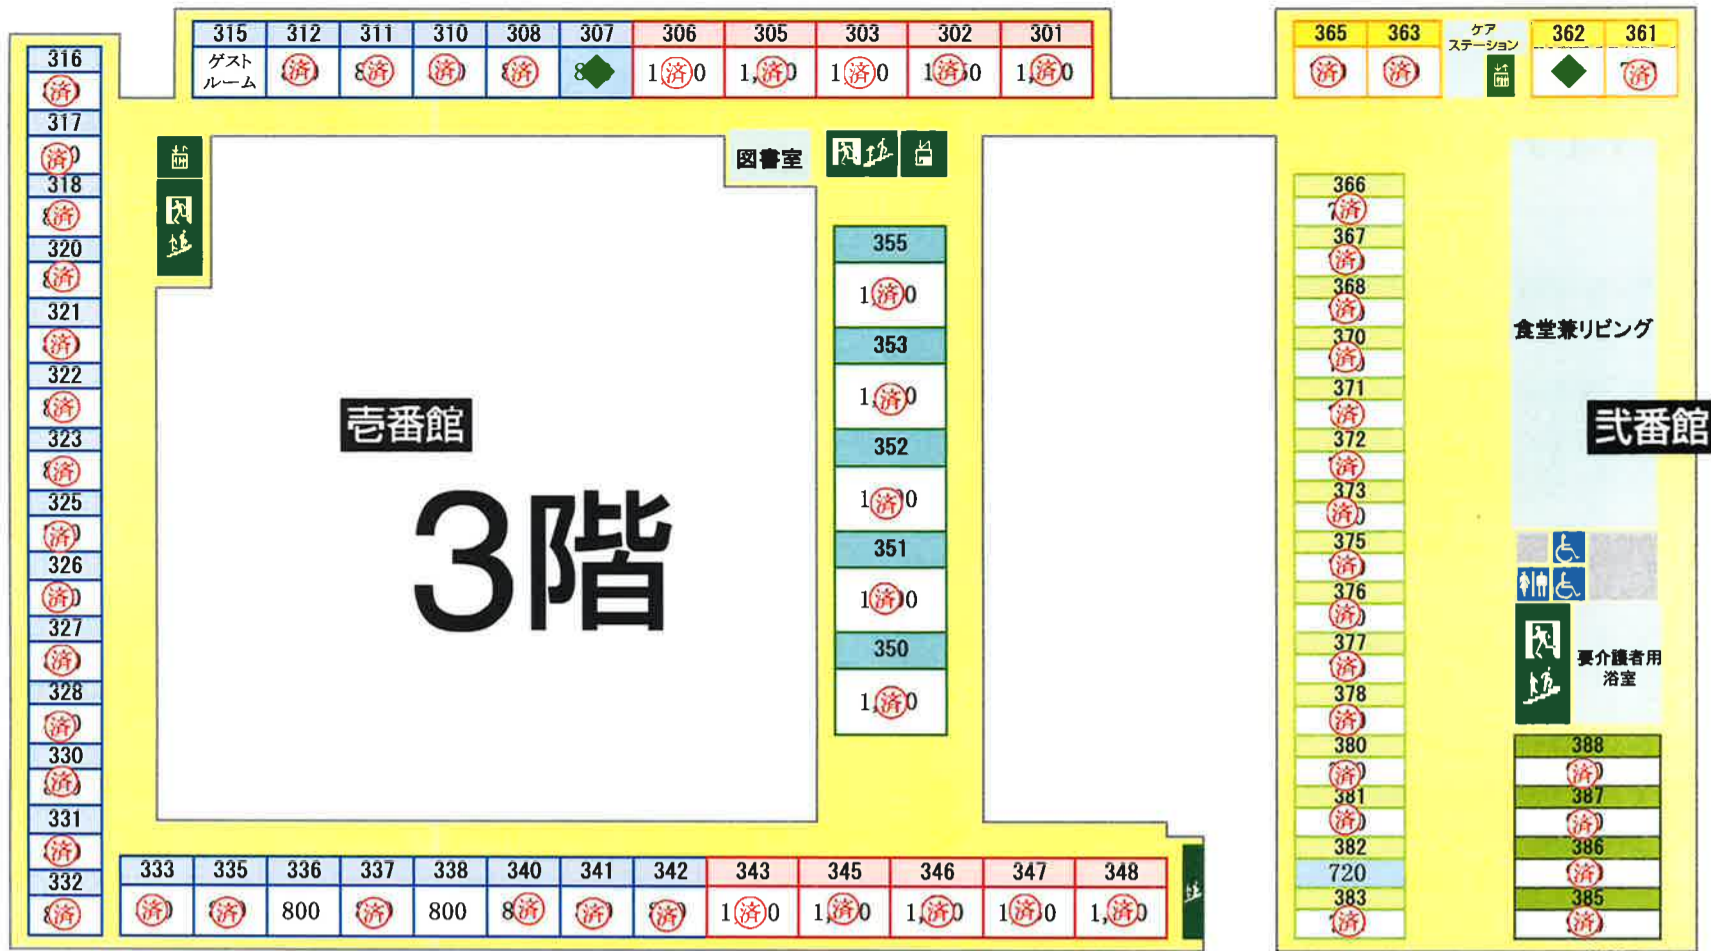 315 312 311 310 308 307 306 305 303 302 301
ゲスト
ルーム
済 済 済 済 済 済 済 済 済
365 363
済 済
ケア
ステーション
362 361
済
316
済
317
済
318
済
320
済
321
済
322
済
323
済
325
済
326
済
327
済
328
済
330
済
331
済
332
済
図書室
壱番館
3階
355
済
353
済
352
済
351
済
350
済
333 335 336 337 338 340 341 342 343 345 346 347 348
済 済 800 済 800 済 済 済 済 済 済 済 済
366
済
367
済
368
済
370
済
371
済
372
済
373
済
375
済
376
済
377
済
378
済
380
済
381
済
382
720
383
済
食堂兼リビング
弐番館
要介護者用
浴室
388
済
387
済
386
済
385
済